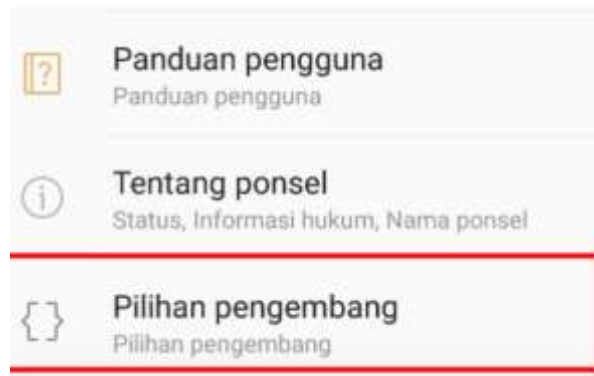 Panduan pengguna
Panduan pengguna
Tentang ponsel
Status, Informasi hukum, Nama ponsel
Pilihan pengembang
Pilihan pengembang